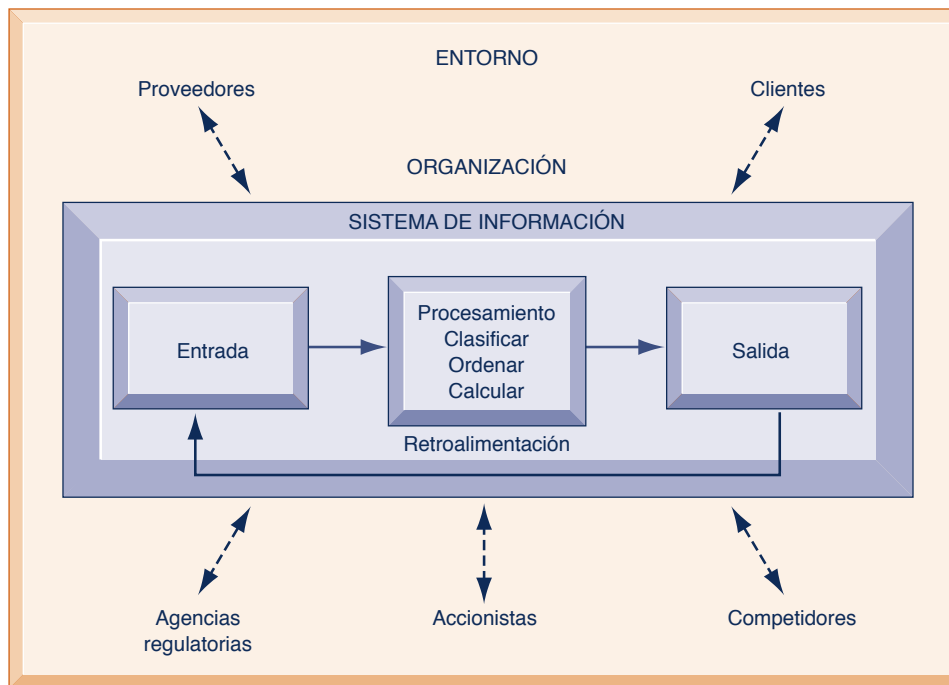 ENTORNO
Proveedores
Clientes
ORGANIZACIÓN
SISTEMA DE INFORMACIÓN
Entrada
Procesamiento
Clasificar
Ordenar
Calcular
Salida
Retroalimentación
Agencias
regulatorias
Accionistas
Competidores